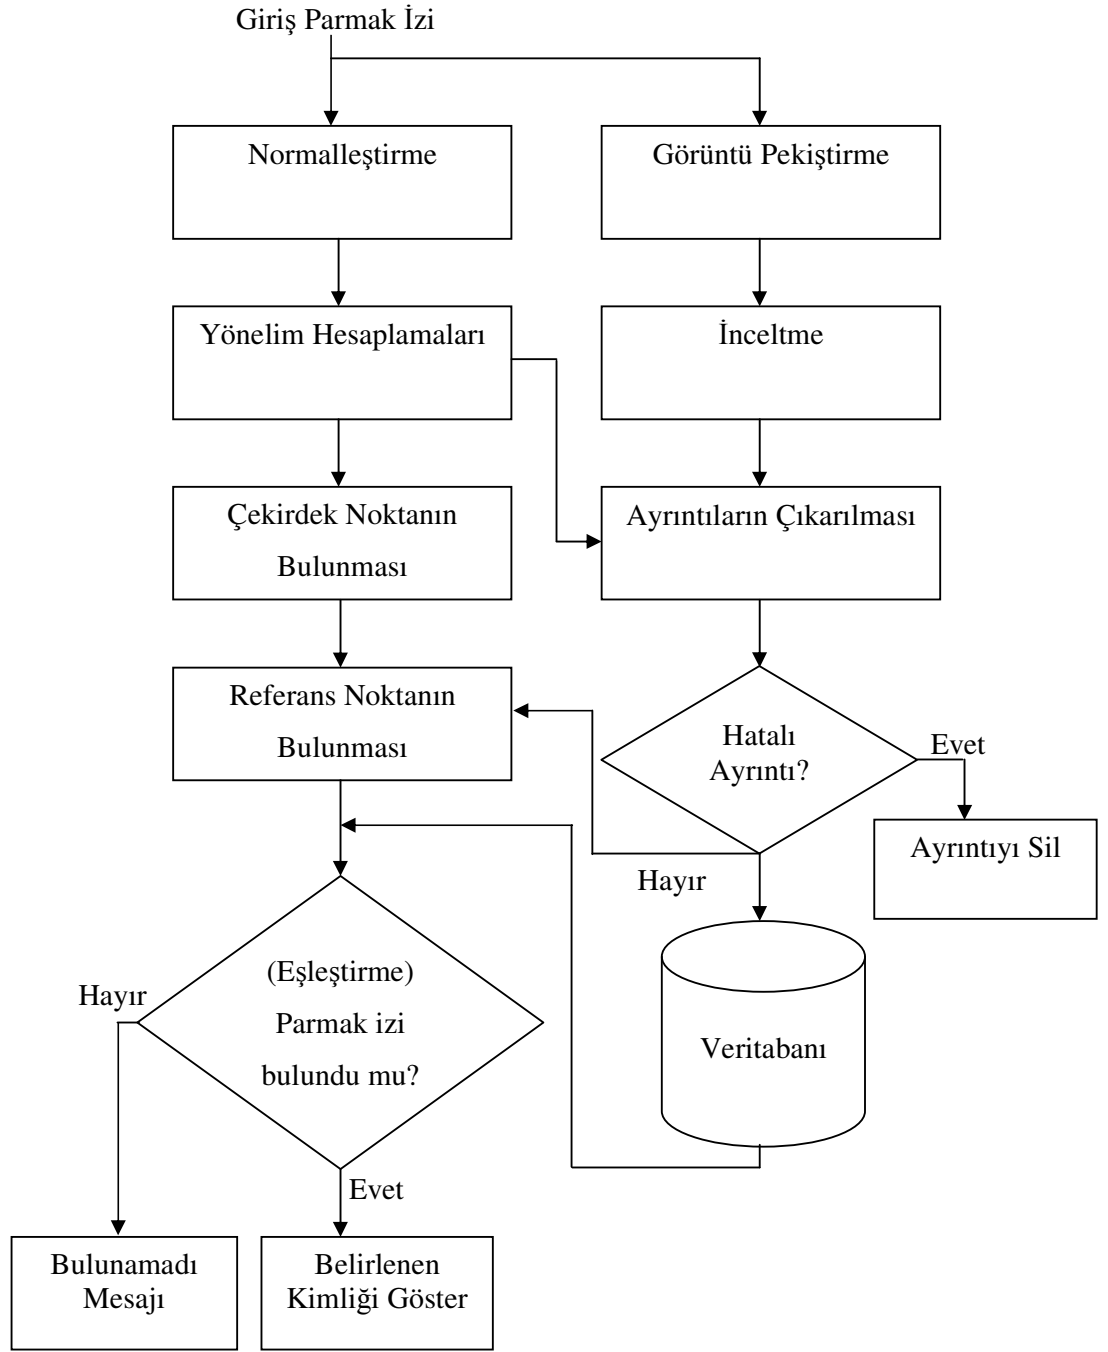 Giriş Parmak İzi
Normalleştirme
Görüntü Pekiştirme
Yönelim Hesaplamaları
İnceltme
Çekirdek Noktanın
Bulunması
Ayrıntıların Çıkarılması
Referans Noktanın
Bulunması
Hatalı
Ayrıntı?
Evet
Ayrıntıyı Sil
Hayır
(Eşleştirme)
Parmak izi
bulundu mu?
Hayır
Veritabanı
Evet
Bulunamadı
Mesajı
Belirlenen
Kimliği Göster